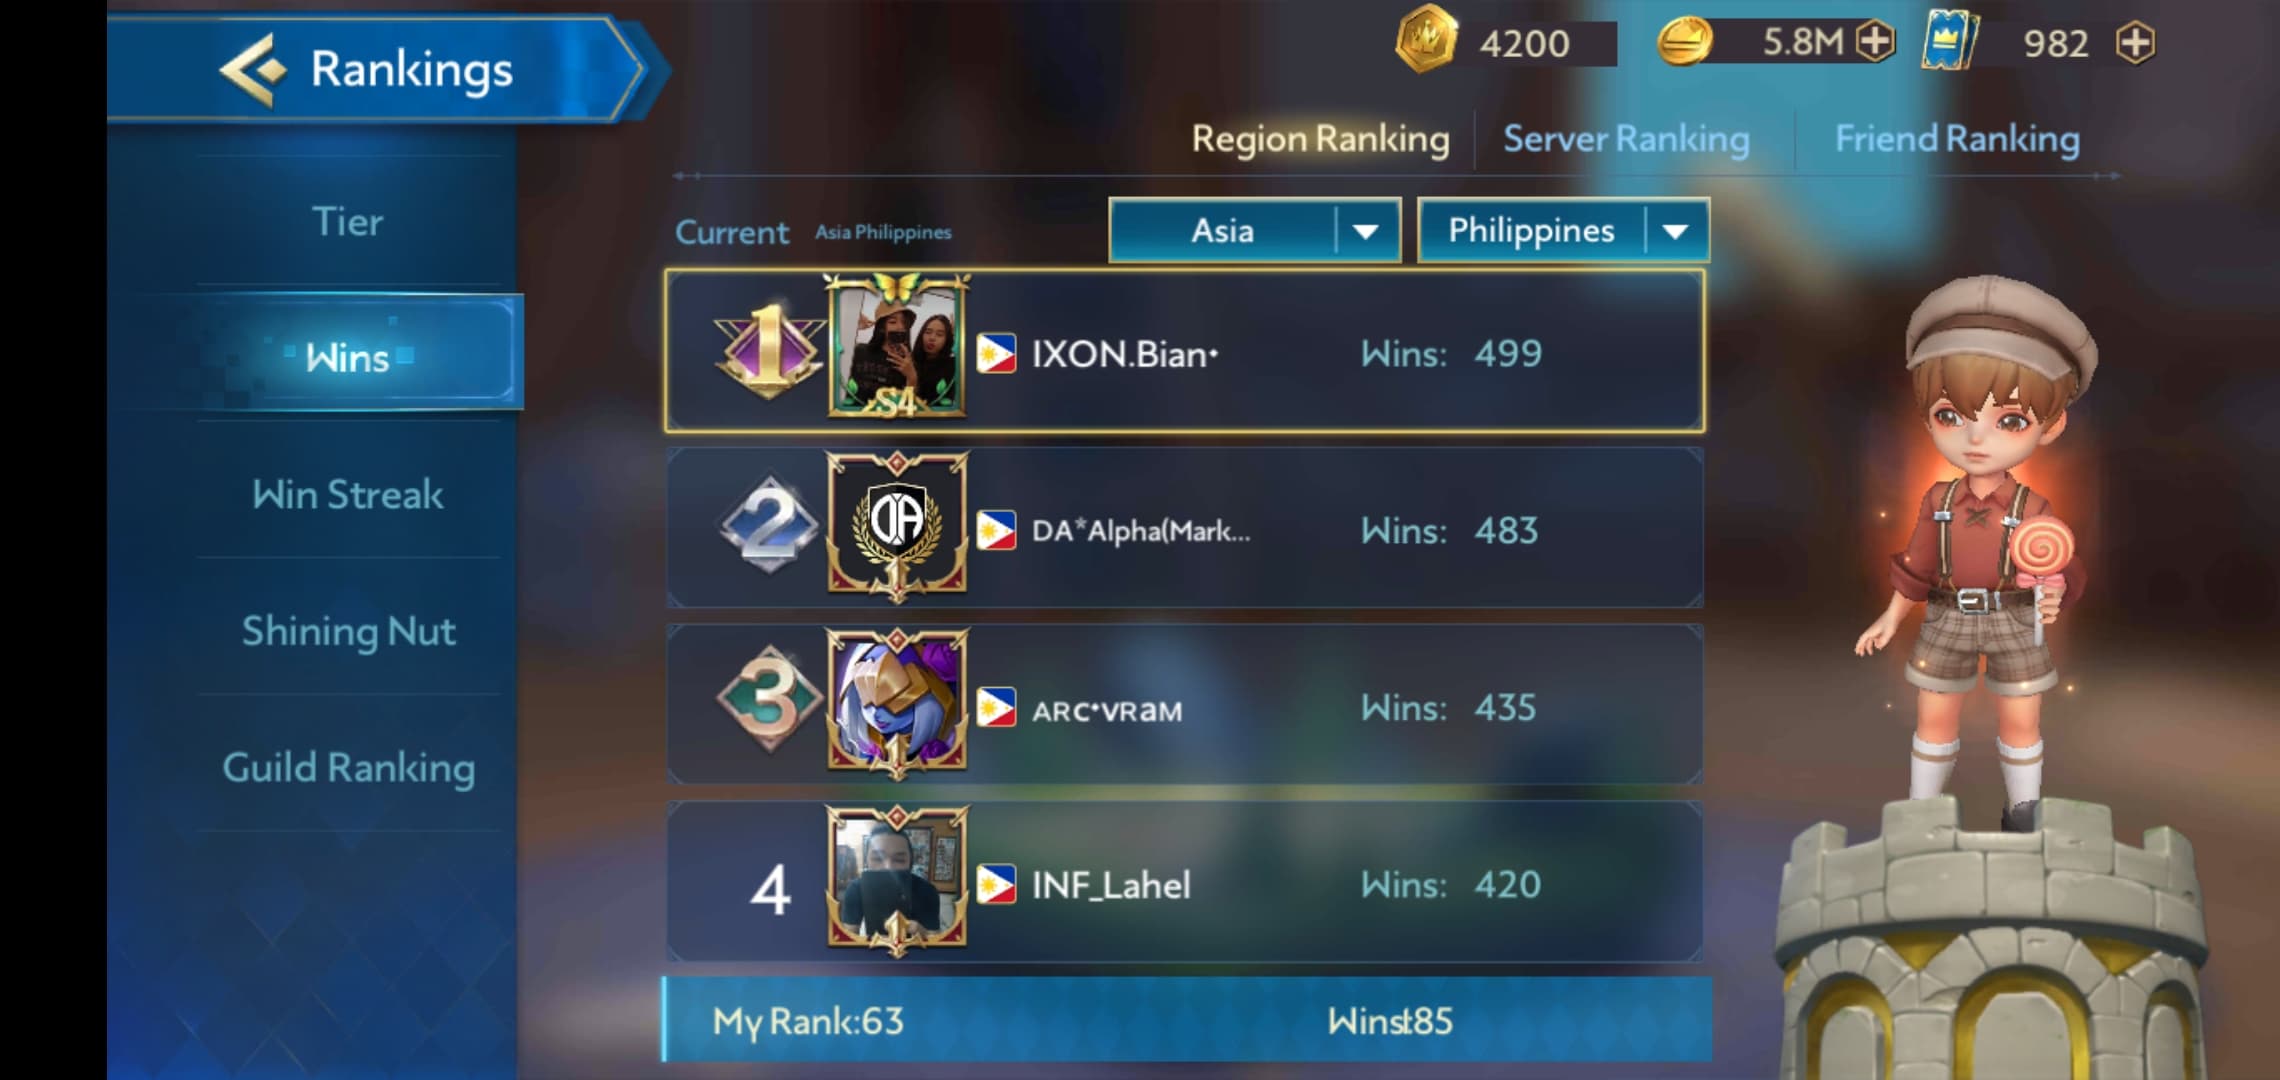 Rankings
4200
5.8M
982
Region Ranking
Server Ranking
Friend Ranking
Tier
Wins
Win Streak
Shining Nut
Guild Ranking
Current Asia Philippines
Asia
Philippines
1 S4 IXON.Bian• Wins: 499
2 DA 1 DA*Alpha(Mark... Wins: 483
3 1 ARC•VRaM Wins: 435
4 1 INF_Lahel Wins: 420
My Rank:63